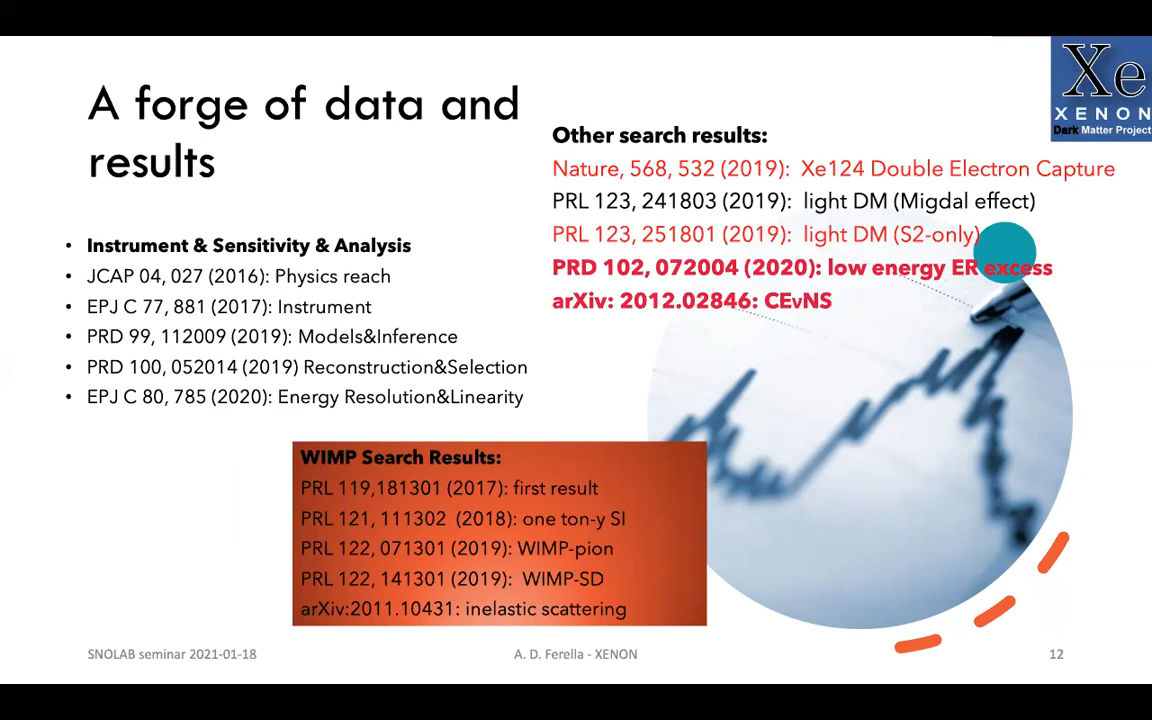 A forge of data and
results
• Instrument & Sensitivity & Analysis
• JCAP 04, 027 (2016): Physics reach
• EPJ C 77, 881 (2017): Instrument
• PRD 99, 112009 (2019): Models&Inference
• PRD 100, 052014 (2019) Reconstruction&Selection
• EPJ C 80, 785 (2020): Energy Resolution&Linearity
Other search results:
Nature, 568, 532 (2019): Xe124 Double Electron Capture
PRL 123, 241803 (2019): light DM (Migdal effect)
PRL 123, 251801 (2019): light DM (S2-only)
PRD 102, 072004 (2020): low energy ER excess
arXiv: 2012.02846: CEνNS
WIMP Search Results:
PRL 119,181301 (2017): first result
PRL 121, 111302 (2018): one ton-y SI
PRL 122, 071301 (2019): WIMP-pion
PRL 122, 141301 (2019): WIMP-SD
arXiv:2011.10431: inelastic scattering
Xe
XENON
Dark Matter Project
SNOLAB seminar 2021-01-18
A. D. Ferella - XENON
12